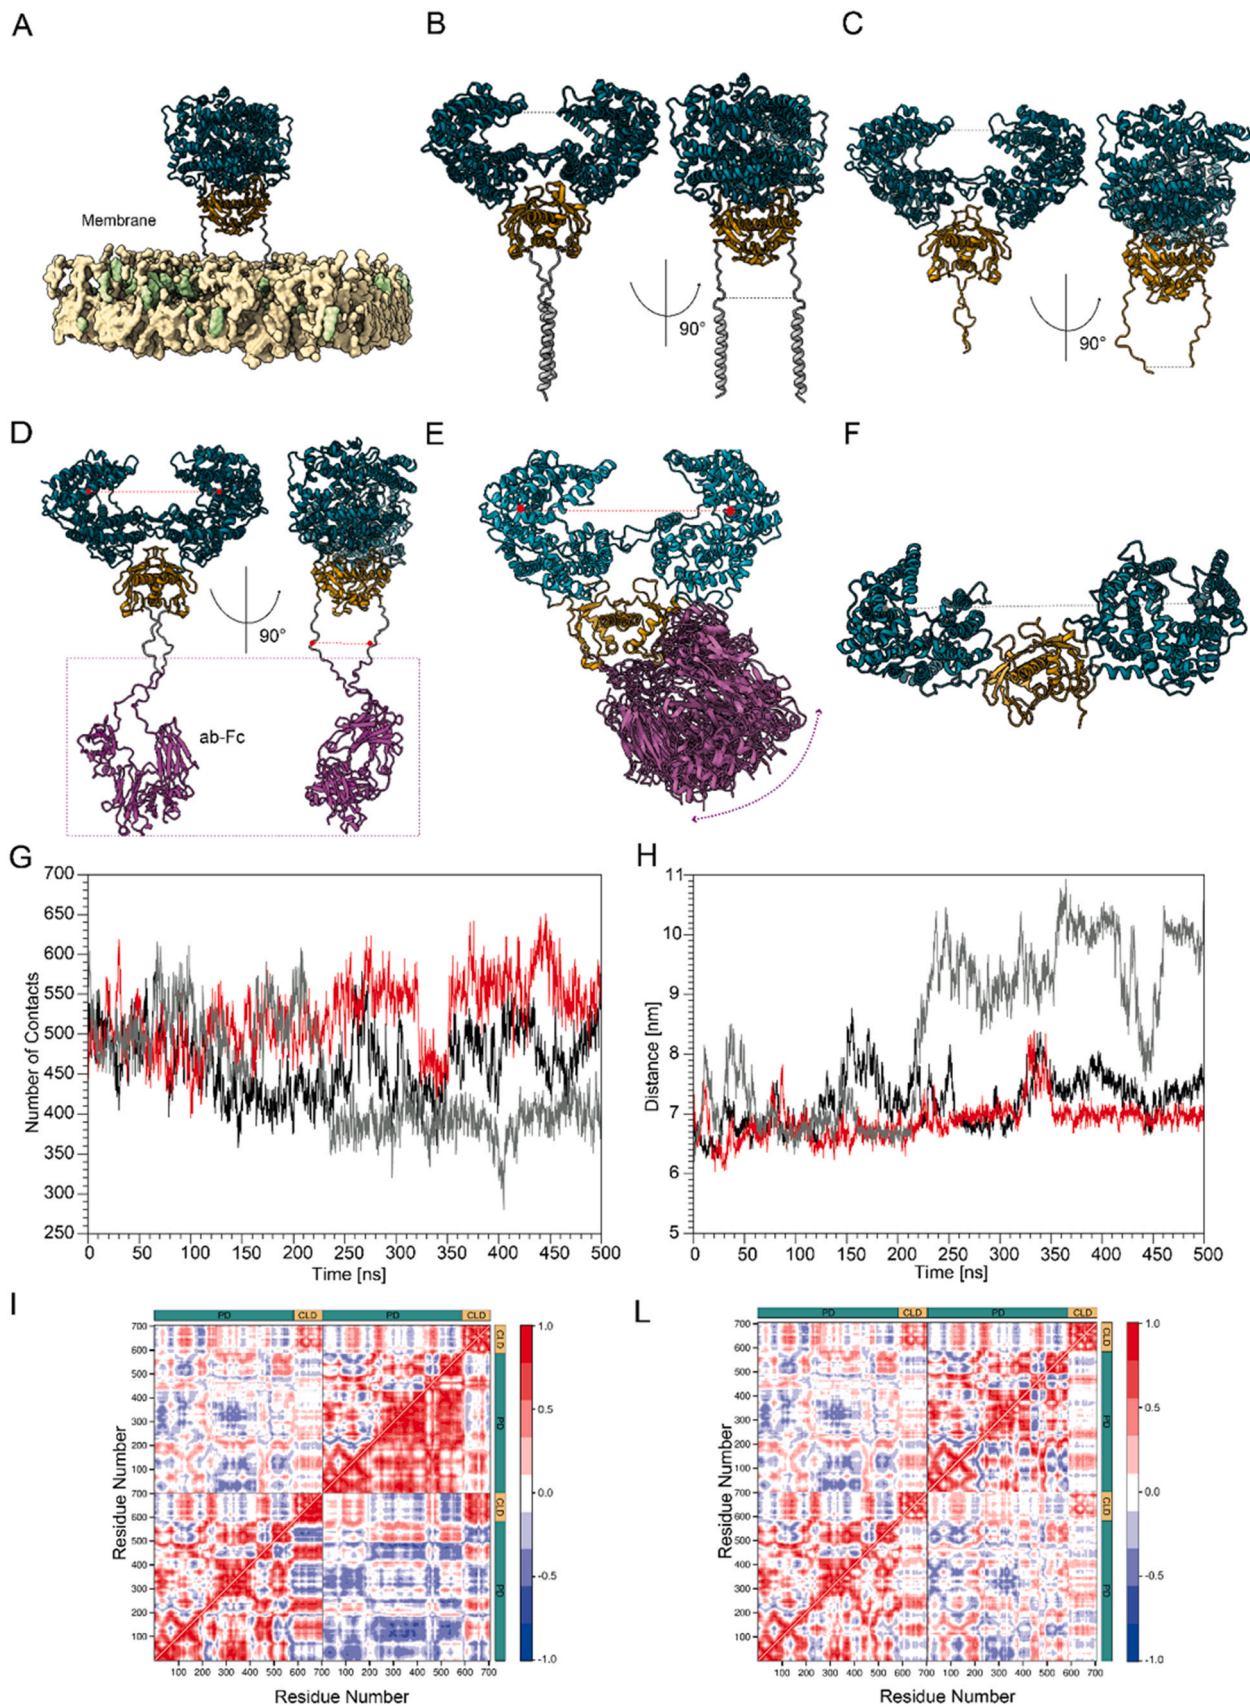 A
B
C
Membrane
90°
90°
D
E
F
90°
ab-Fc
G
H
700
650
600
550
500
450
400
350
300
250
Number of Contacts
0 50 100 150 200 250 300 350 400 450 500
Time [ns]
11
10
9
8
7
6
5
Distance [nm]
0 50 100 150 200 250 300 350 400 450 500
Time [ns]
I
PD CLD PD CLD
700
600
500
400
300
200
100
700
600
500
400
300
200
100
Residue Number
100 200 300 400 500 600 700 100 200 300 400 500 600 700
Residue Number
CLD
PD
CLD
PD
1.0
0.5
0.0
-0.5
-1.0
L
PD CLD PD CLD
700
600
500
400
300
200
100
700
600
500
400
300
200
100
Residue Number
100 200 300 400 500 600 700 100 200 300 400 500 600 700
Residue Number
CLD
PD
CLD
PD
1.0
0.5
0.0
-0.5
-1.0